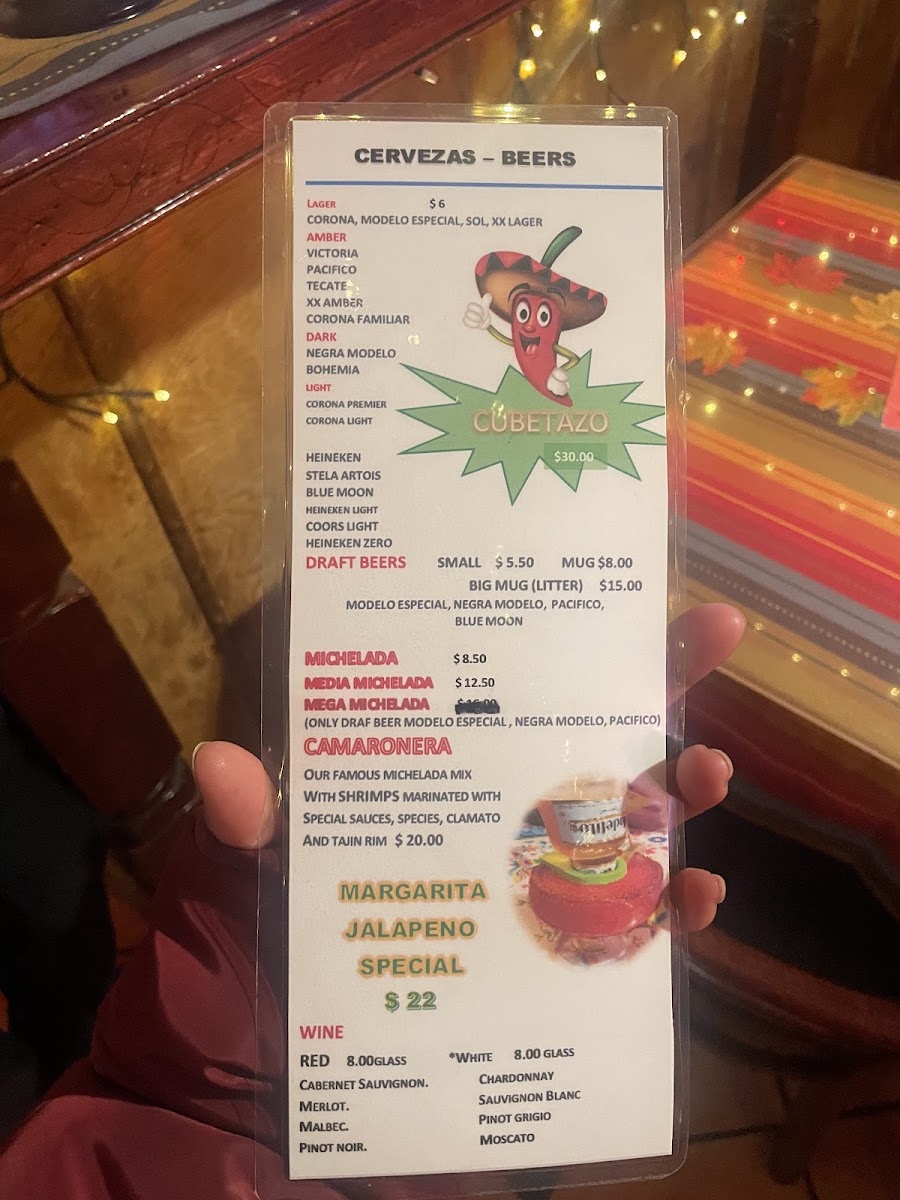 CERVEZAS – BEERS
LAGER $ 6
CORONA, MODELO ESPECIAL, SOL, XX LAGER
AMBER
VICTORIA
PACIFICO
TECATE
XX AMBER
CORONA FAMILIAR
DARK
NEGRA MODELO
BOHEMIA
LIGHT
CORONA PREMIER
CORONA LIGHT
CUBETAZO
$30.00
HEINEKEN
STELA ARTOIS
BLUE MOON
HEINEKEN LIGHT
COORS LIGHT
HEINEKEN ZERO
DRAFT BEERS SMALL $ 5.50 MUG $8.00
BIG MUG (LITTER) $15.00
MODELO ESPECIAL, NEGRA MODELO, PACIFICO,
BLUE MOON
MICHELADA $ 8.50
MEDIA MICHELADA $ 12.50
MEGA MICHELADA
(ONLY DRAF BEER MODELO ESPECIAL , NEGRA MODELO, PACIFICO)
CAMARONERA
OUR FAMOUS MICHELADA MIX
WITH SHRIMPS MARINATED WITH
SPECIAL SAUCES, SPECIES, CLAMATO
AND TAJIN RIM $ 20.00
MARGARITA
JALAPENO
SPECIAL
$ 22
WINE
RED 8.00GLASS *WHITE 8.00 GLASS
CABERNET SAUVIGNON. CHARDONNAY
MERLOT. SAUVIGNON BLANC
MALBEC. PINOT GRIGIO
PINOT NOIR. MOSCATO